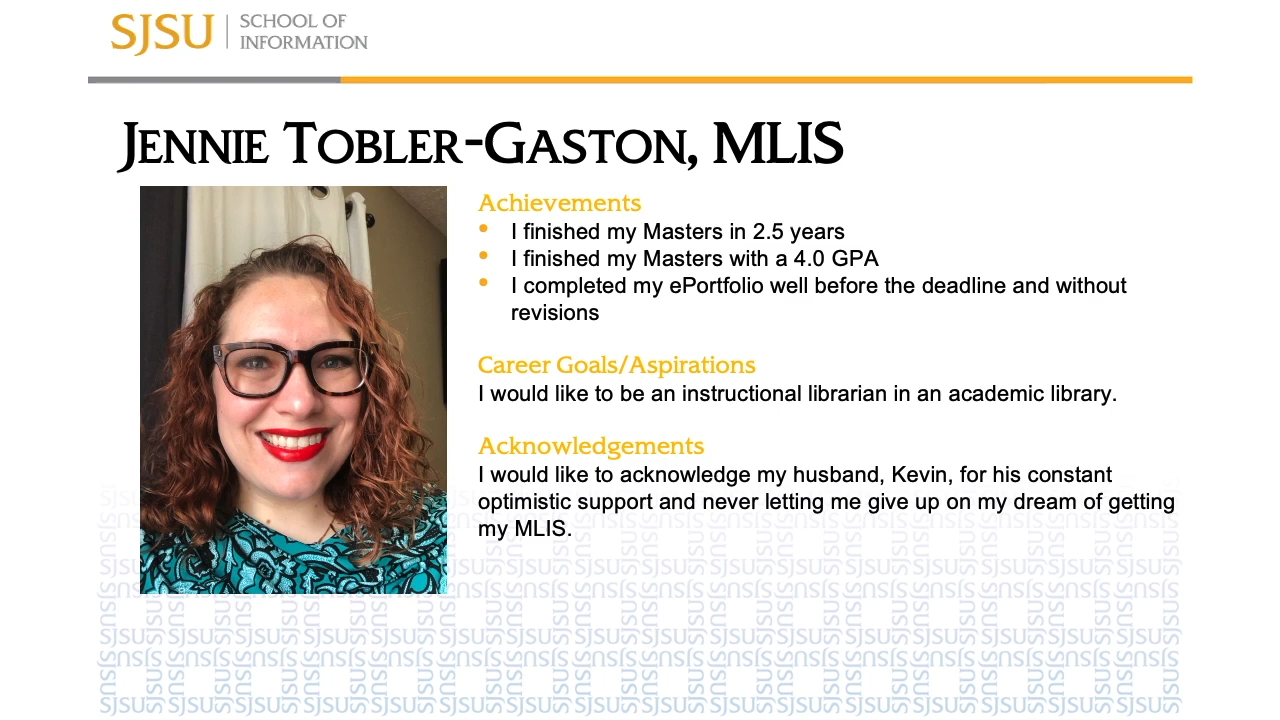 SJSU SCHOOL OF
INFORMATION
JENNIE TOBLER-GASTON, MLIS
Achievements
• I finished my Masters in 2.5 years
• I finished my Masters with a 4.0 GPA
• I completed my ePortfolio well before the deadline and without
revisions
Career Goals/Aspirations
I would like to be an instructional librarian in an academic library.
Acknowledgements
I would like to acknowledge my husband, Kevin, for his constant
optimistic support and never letting me give up on my dream of getting
my MLIS.